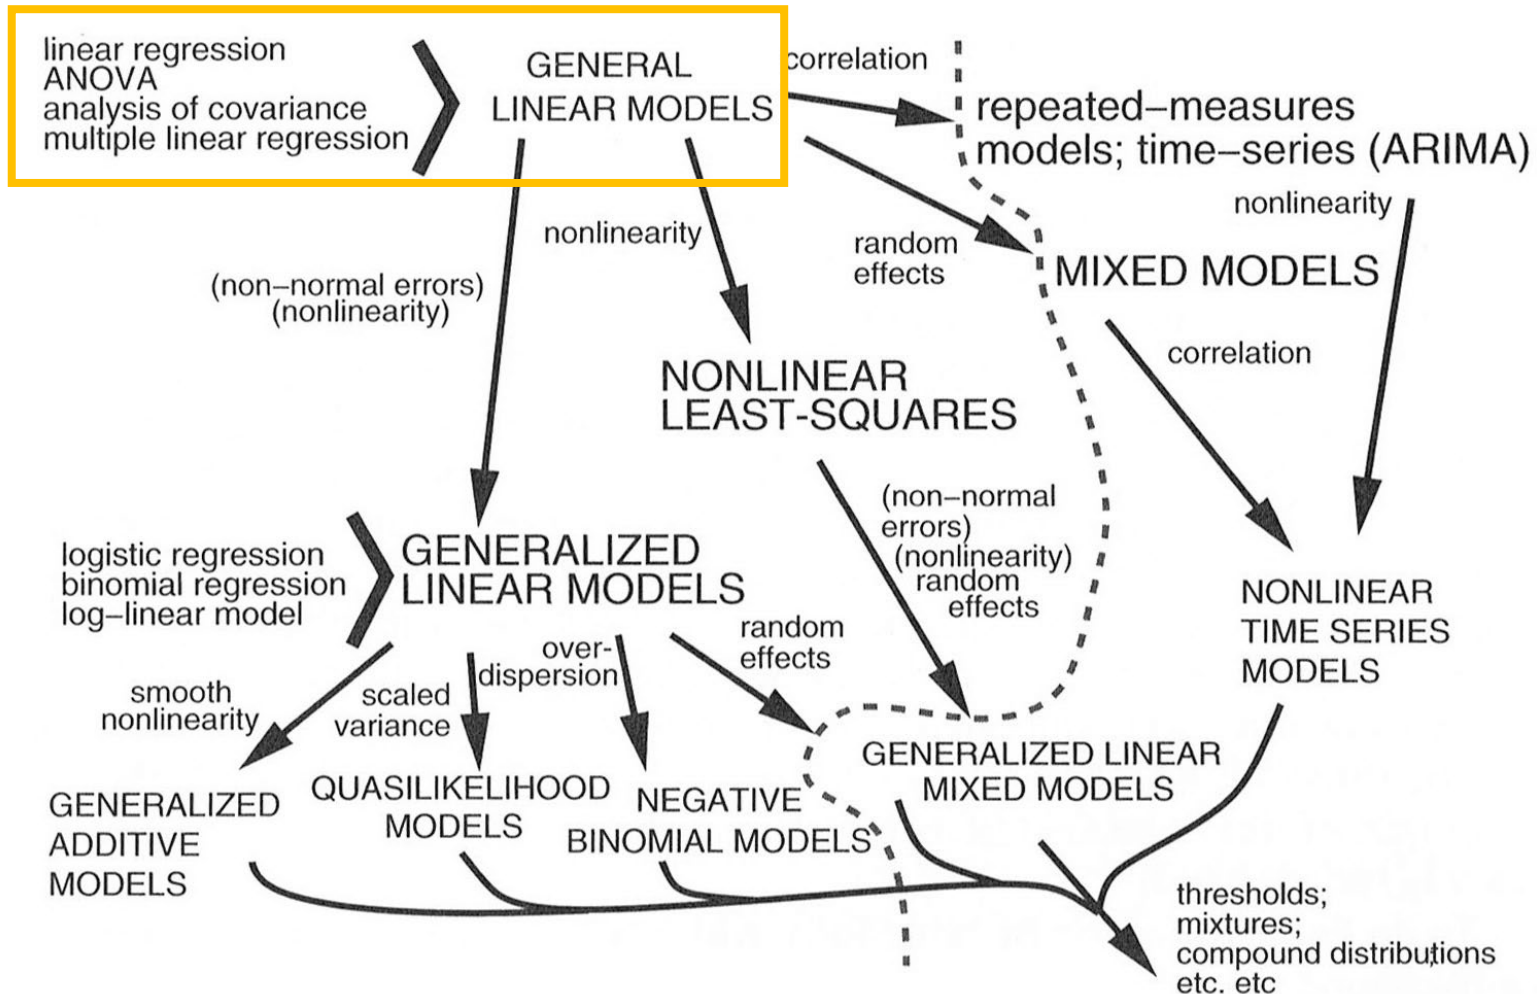 linear regression
ANOVA
analysis of covariance
multiple linear regression
GENERAL
LINEAR MODELS
correlation
repeated–measures
models; time–series (ARIMA)
nonlinearity
random
effects
MIXED MODELS
nonlinearity
(non–normal errors)
(nonlinearity)
correlation
NONLINEAR
LEAST-SQUARES
(non–normal
errors)
(nonlinearity)
random
effects
logistic regression
binomial regression
log–linear model
GENERALIZED
LINEAR MODELS
NONLINEAR
TIME SERIES
MODELS
smooth
nonlinearity
scaled
variance
over-
dispersion
random
effects
GENERALIZED
ADDITIVE
MODELS
QUASILIKELIHOOD
MODELS
NEGATIVE
BINOMIAL MODELS
GENERALIZED LINEAR
MIXED MODELS
thresholds;
mixtures;
compound distributions
etc. etc